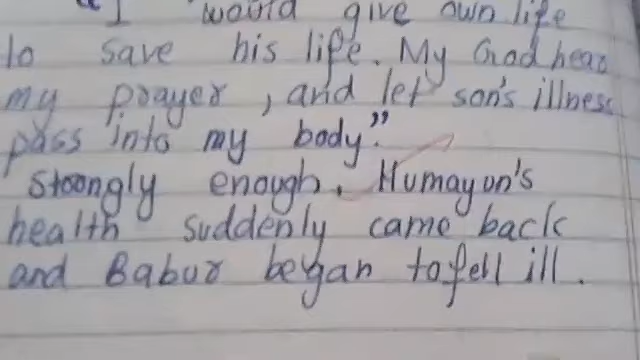 "I would give own life
to save his life. My God hear
my prayer, and let son's illness
pass into my body".
Stoongly enough. Humayun's
health suddenly came back
and Babur began to fell ill.